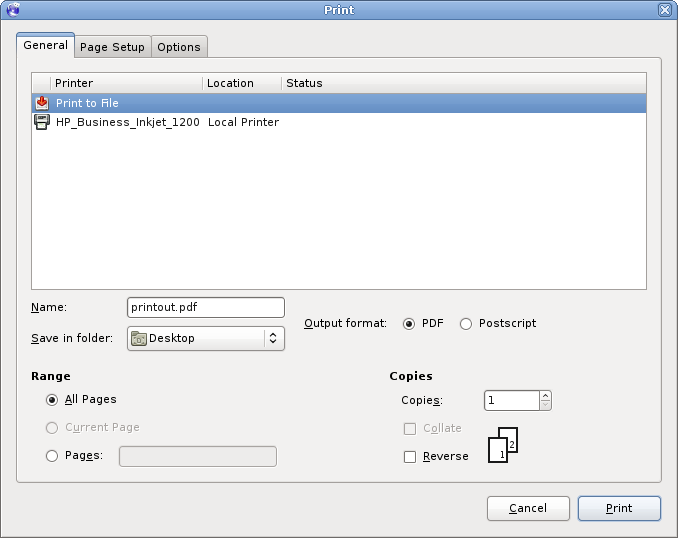 Print
General Page Setup Options
Printer Location Status
Print to File
HP_Business_Inkjet_1200 Local Printer
Name: printout.pdf
Output format: PDF Postscript
Save in folder: Desktop
Range
All Pages
Current Page
Pages:
Copies
Copies: 1
Collate
Reverse
1 2
Cancel Print